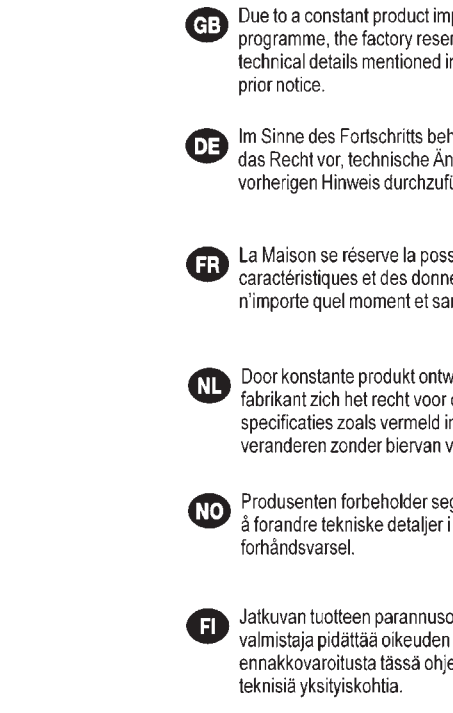 GB Due to a constant product imp
programme, the factory reser
technical details mentioned in
prior notice.
DE Im Sinne des Fortschritts beh
das Recht vor, technische Än
vorherigen Hinweis durchzufü
FR La Maison se réserve la poss
caractéristiques et des donne
n'importe quel moment et sar
NL Door konstante produkt ontw
fabrikant zich het recht voor
specificaties zoals vermeld in
veranderen zonder biervan v
NO Produsenten forbeholder seg
å forandre tekniske detaljer i
forhåndsvarsel.
FI Jatkuvan tuotteen parannuso
valmistaja pidättää oikeuden
ennakkovaroitusta tässä ohje
teknisiä yksityiskohtia.